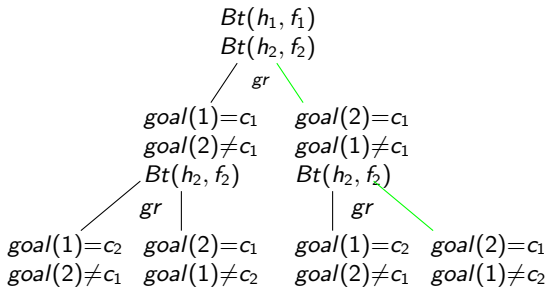 Bt(h₁, f₁)
Bt(h₂, f₂)
gr
goal(1)=c₁ goal(2)=c₁
goal(2)≠c₁ goal(1)≠c₁
Bt(h₂, f₂) Bt(h₂, f₂)
gr gr
goal(1)=c₂ goal(2)=c₁ goal(1)=c₂ goal(2)=c₁
goal(2)≠c₁ goal(1)≠c₂ goal(2)≠c₁ goal(1)≠c₂